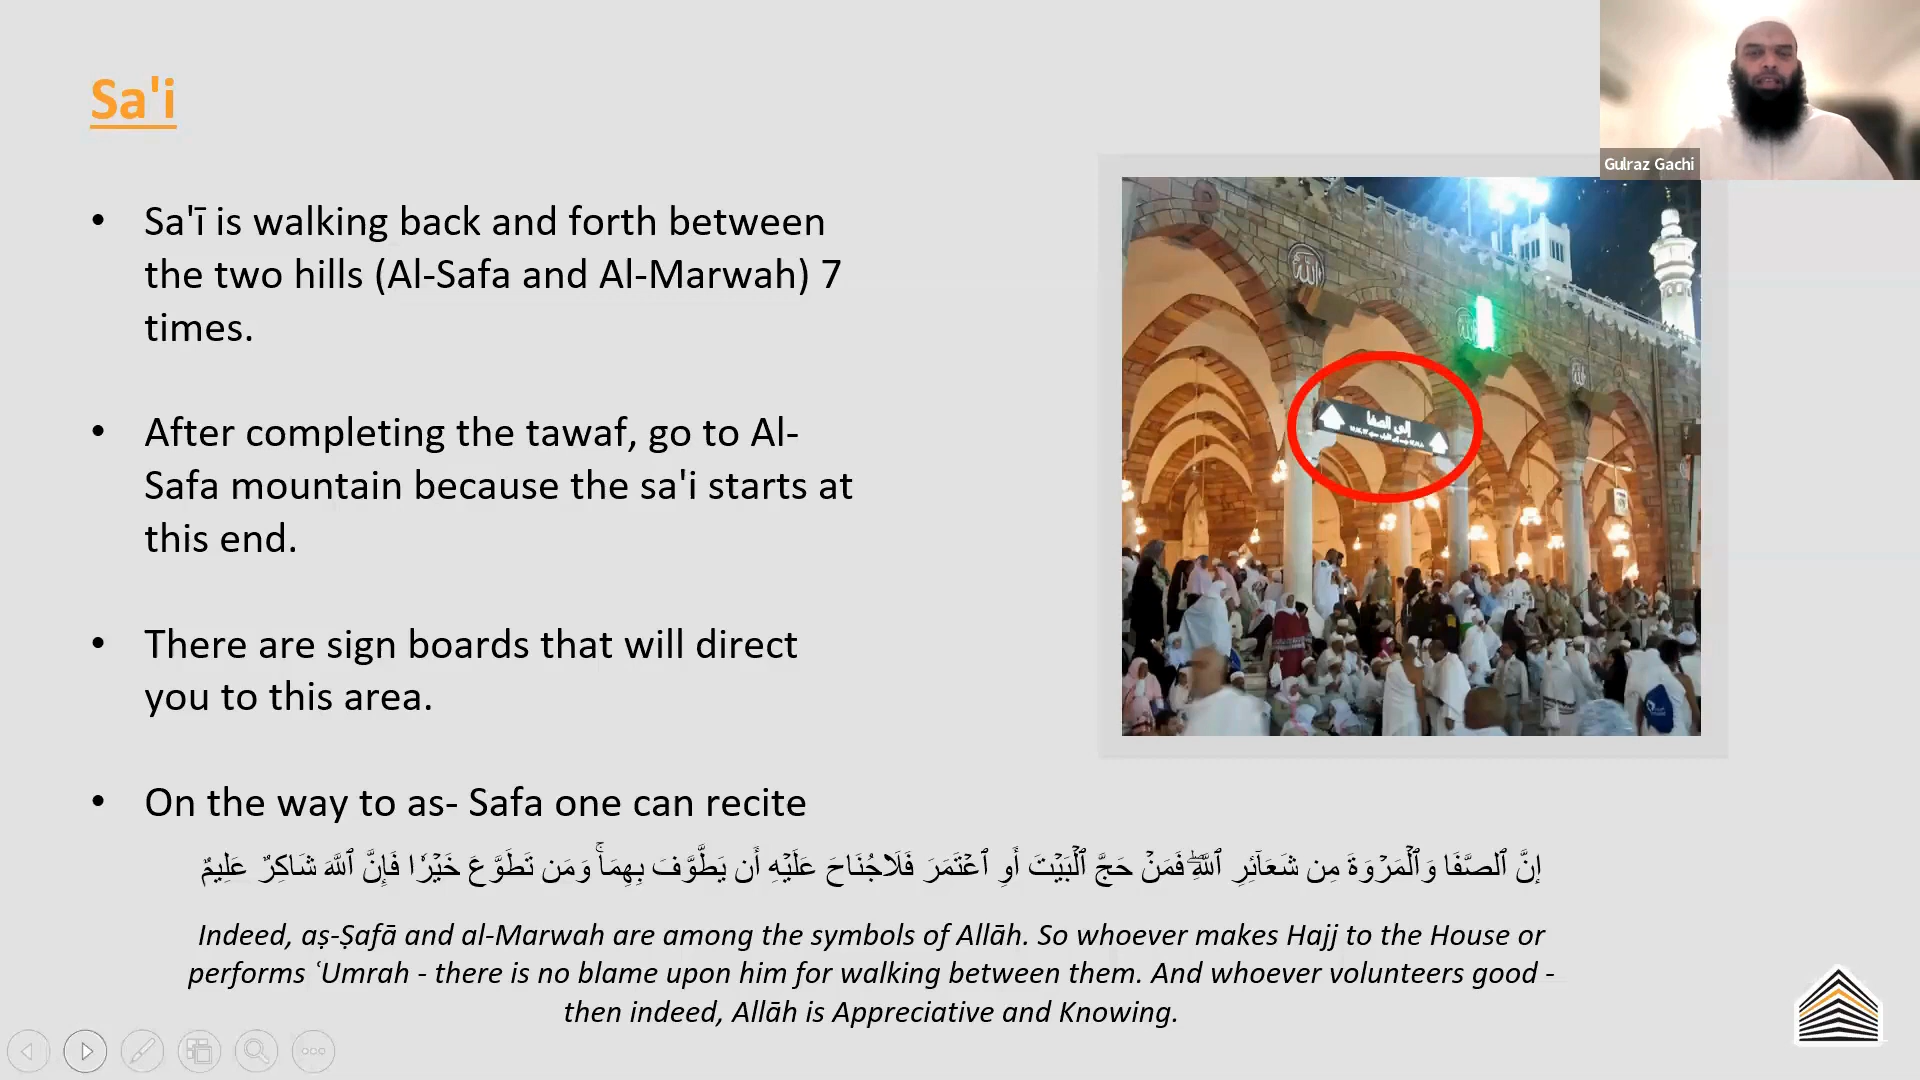 Sa'i
Gulraz Gachi
• Sa'ī is walking back and forth between
the two hills (Al-Safa and Al-Marwah) 7
times.
• After completing the tawaf, go to Al-
Safa mountain because the sa'i starts at
this end.
• There are sign boards that will direct
you to this area.
إلى الصفا
• On the way to as- Safa one can recite
إِنَّ ٱلصَّفَا وَٱلْمَرْوَةَ مِن شَعَآئِرِ ٱللَّهِۖ فَمَنْ حَجَّ ٱلْبَيْتَ أَوِ ٱعْتَمَرَ فَلَاجُنَاحَ عَلَيْهِ أَن يَطَّوَّفَ بِهِمَاۚ وَمَن تَطَوَّعَ خَيْرًا فَإِنَّ ٱللَّهَ شَاكِرٌ عَلِيمٌ
Indeed, aṣ-Ṣafā and al-Marwah are among the symbols of Allāh. So whoever makes Hajj to the House or
performs ʿUmrah - there is no blame upon him for walking between them. And whoever volunteers good -
then indeed, Allāh is Appreciative and Knowing.